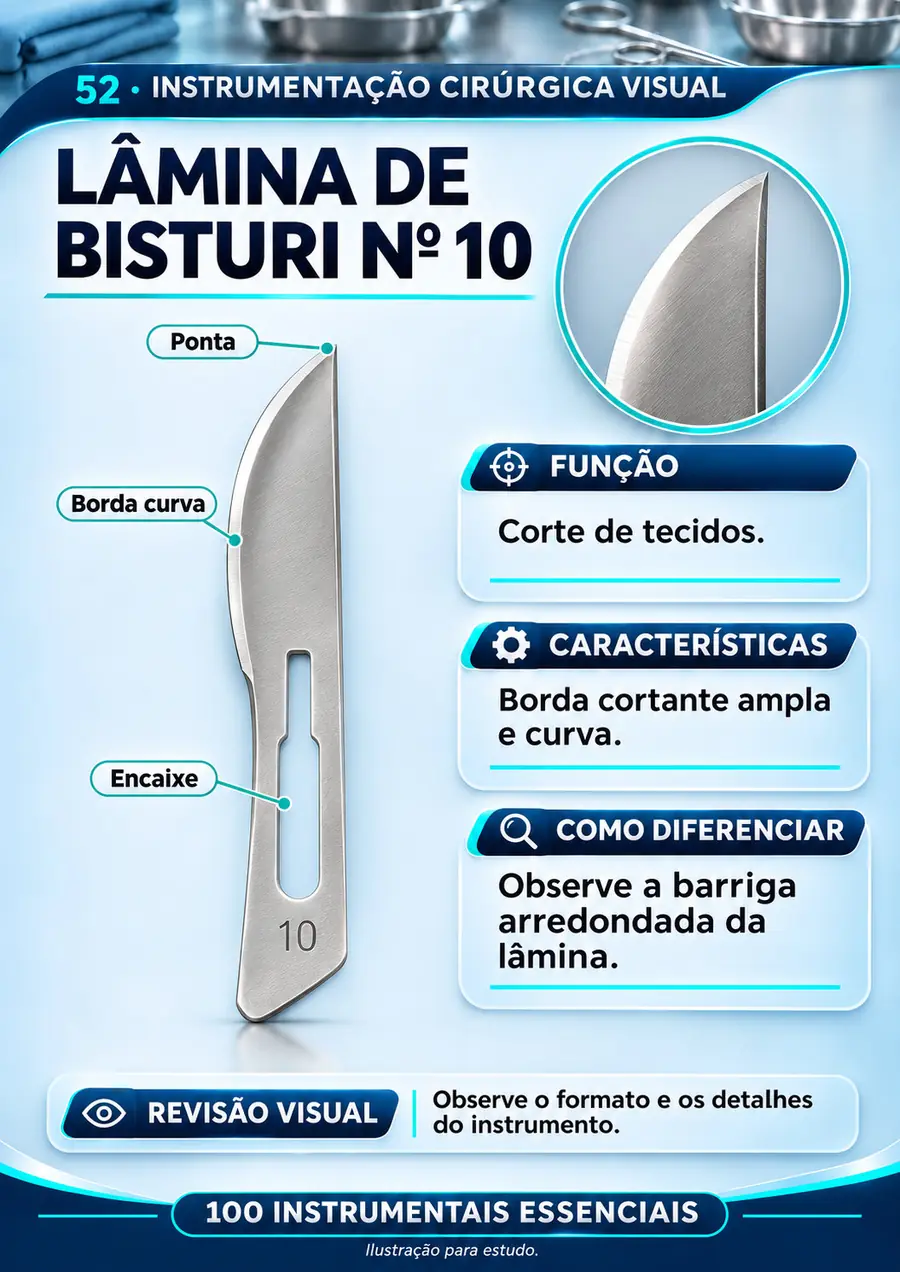 52 · INSTRUMENTAÇÃO CIRÚRGICA VISUAL
LÂMINA DE
BISTURI Nº 10
Ponta
Borda curva
Encaixe
10
FUNÇÃO
Corte de tecidos.
CARACTERÍSTICAS
Borda cortante ampla
e curva.
COMO DIFERENCIAR
Observe a barriga
arredondada da
lâmina.
REVISÃO VISUAL
Observe o formato e os detalhes
do instrumento.
100 INSTRUMENTAIS ESSENCIAIS
Ilustração para estudo.